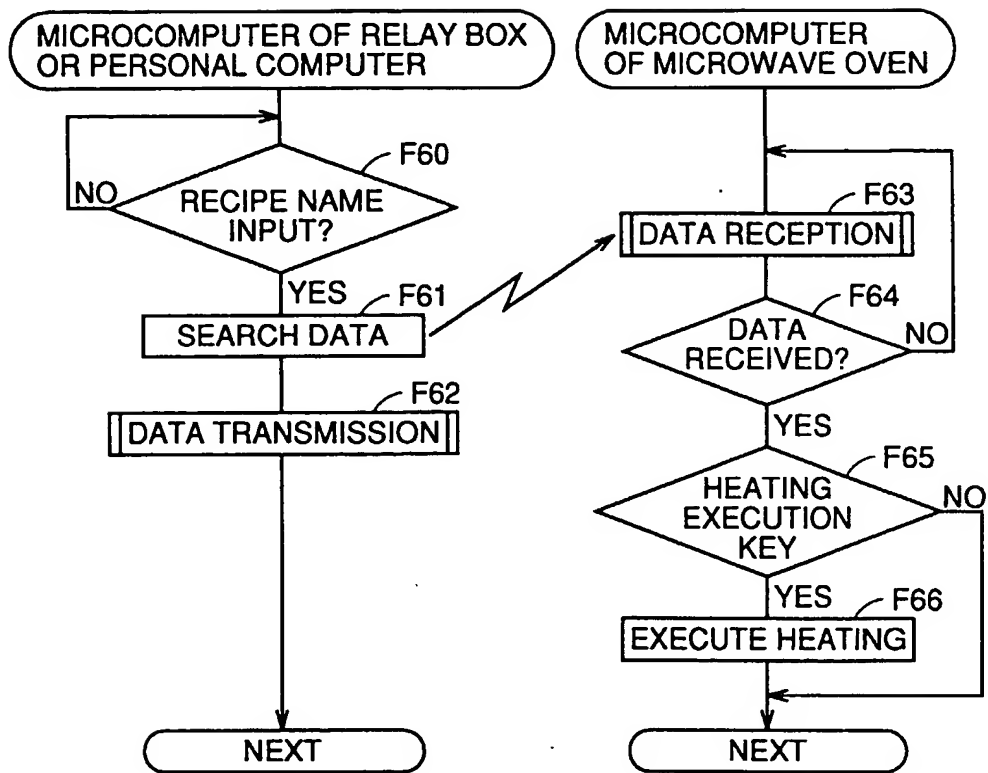 MICROCOMPUTER OF RELAY BOX
OR PERSONAL COMPUTER
F60
NO
RECIPE NAME
INPUT?
YES
F61
SEARCH DATA
F62
DATA TRANSMISSION
NEXT
MICROCOMPUTER
OF MICROWAVE OVEN
F63
DATA RECEPTION
F64
DATA
RECEIVED?
NO
YES
F65
HEATING
EXECUTION
KEY
NO
YES
F66
EXECUTE HEATING
NEXT